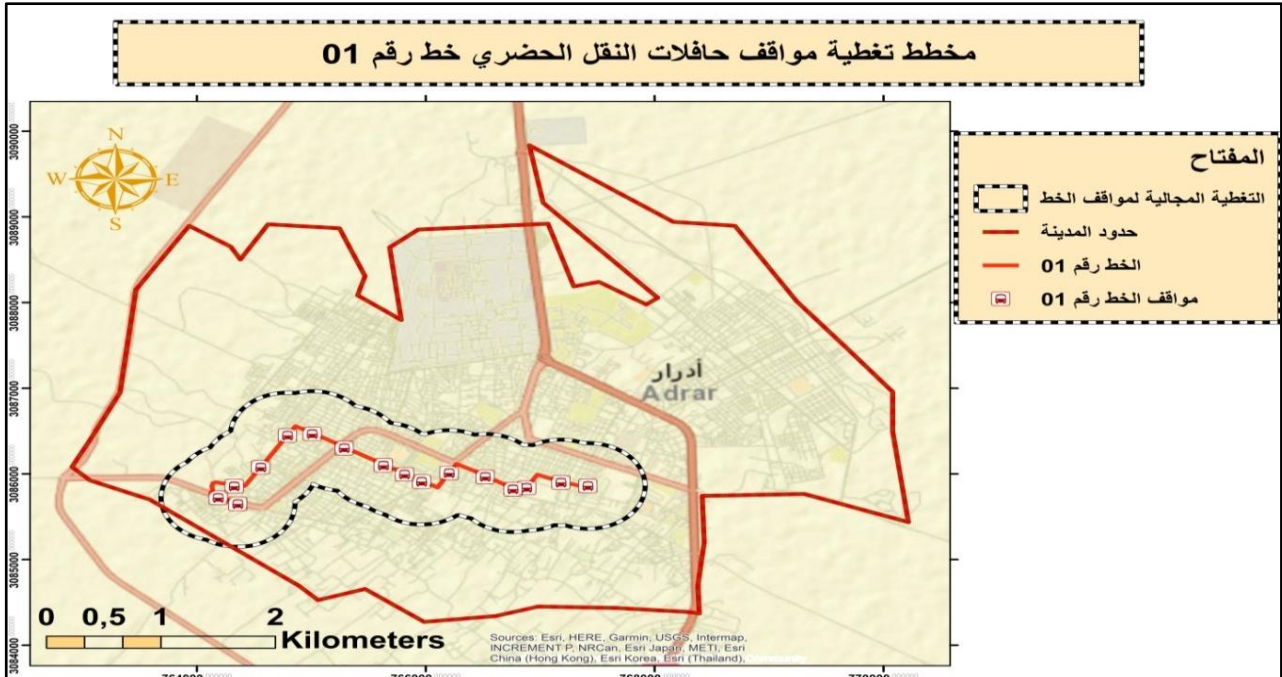 مخطط تغطية مواقف حافلات النقل الحضري خط رقم 01
المفتاح
التغطية المجالية لمواقف الخط
حدود المدينة
الخط رقم 01
مواقف الخط رقم 01
N
W
E
S
3090000
3089000
3088000
3087000
3086000
3085000
3084000
أدرار
Adrar
0 0,5 1 2
Kilometers
Sources: Esri, HERE, Garmin, USGS, Intermap,
INCREMENT P, NRCan, Esri Japan, METI, Esri
China (Hong Kong), Esri Korea, Esri (Thailand),